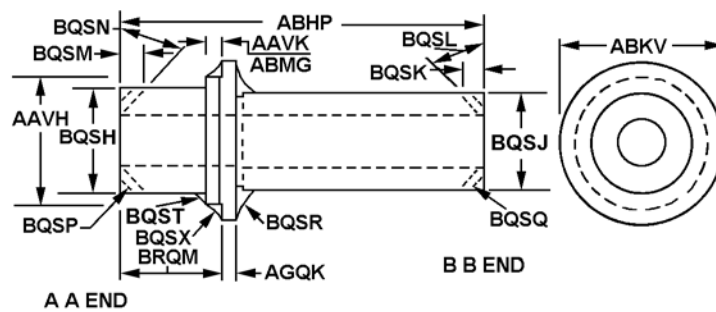 ABHP
BQSN
AAVK
BQSL
ABKV
BQSM
ABMG
BQSK
AAVH
BQSH
BQSJ
BQSP
BQST
BQSR
BQSQ
BQSX
BRQM
AGQK
B B END
A A END